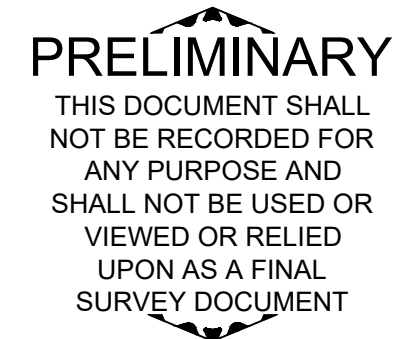 PRELIMINARY
THIS DOCUMENT SHALL
NOT BE RECORDED FOR
ANY PURPOSE AND
SHALL NOT BE USED OR
VIEWED OR RELIED
UPON AS A FINAL
SURVEY DOCUMENT